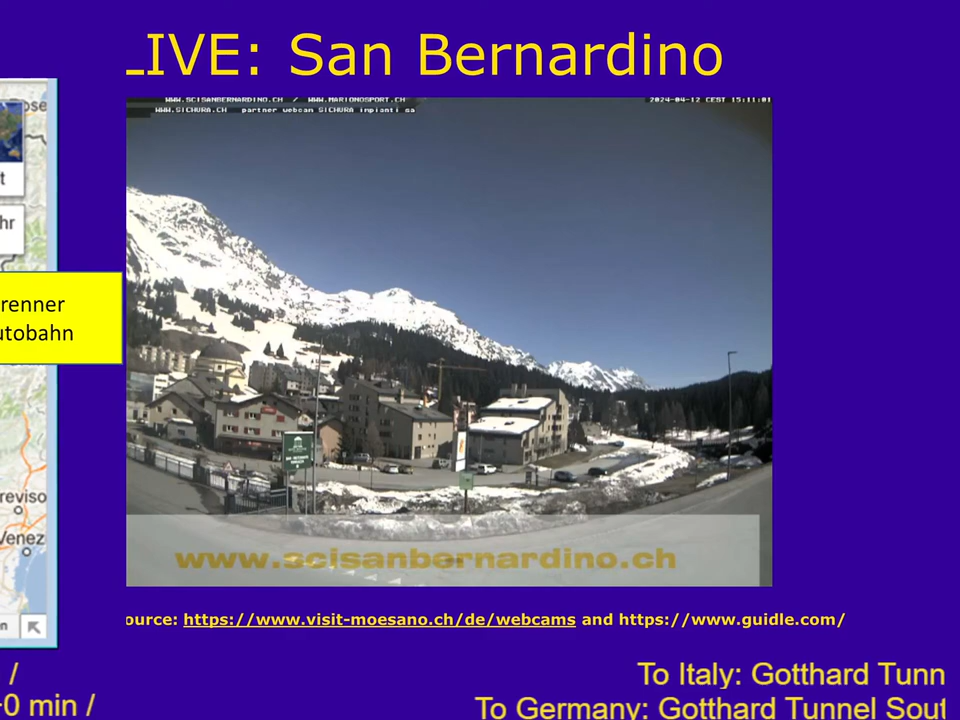 LIVE: San Bernardino
WWW.SCISANBERNARDINO.CH / WWW.MARIONOSPORT.CH
2024-04-12 CEST 15:11:01
WWW.SICHURA.CH partner webcam SICHURA impianti sa
t
hr
renner
utobahn
reviso
Venez
n
www.scisanbernardino.ch
ource: https://www.visit-moesano.ch/de/webcams and https://www.guidle.com/
/
To Italy: Gotthard Tunn
0 min /
To Germany: Gotthard Tunnel Sout